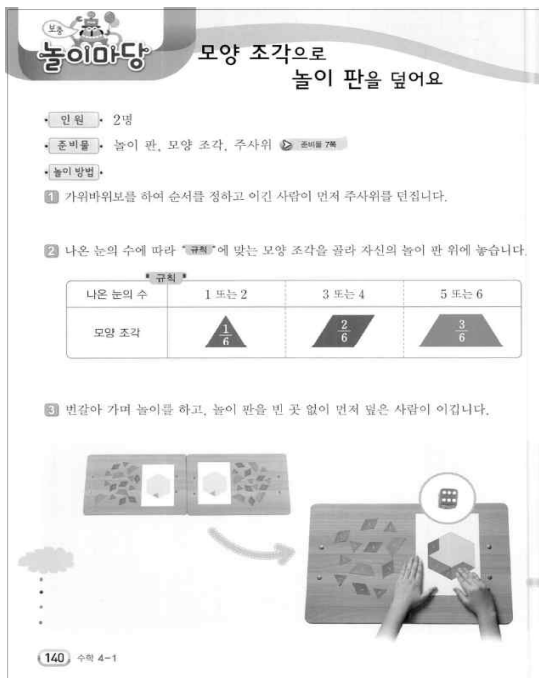 보충
놀이마당
모양 조각으로
놀이 판을 덮어요
인원 2명
준비물 놀이 판, 모양 조각, 주사위 준비물 7쪽
놀이 방법
1 가위바위보를 하여 순서를 정하고 이긴 사람이 먼저 주사위를 던집니다.
2 나온 눈의 수에 따라 "규칙"에 맞는 모양 조각을 골라 자신의 놀이 판 위에 놓습니다.
규칙
나온 눈의 수 1 또는 2 3 또는 4 5 또는 6
모양 조각 1/6 2/6 3/6
3 번갈아 가며 놀이를 하고, 놀이 판을 빈 곳 없이 먼저 덮은 사람이 이깁니다.
140 수학 4-1